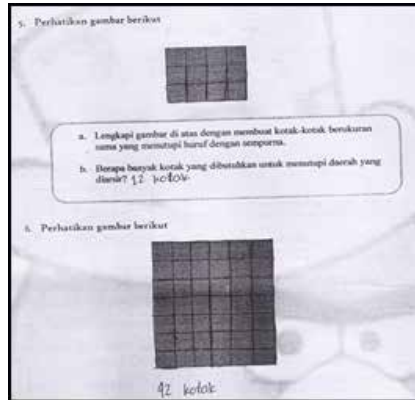 5. Perhatikan gambar berikut
a. Lengkapi gambar di atas dengan membuat kotak-kotak berukuran
sama yang menutupi huruf dengan sempurna.
b. Berapa banyak kotak yang dibutuhkan untuk menutupi daerah yang
diarsir? 12 kotak
6. Perhatikan gambar berikut
42 kotak